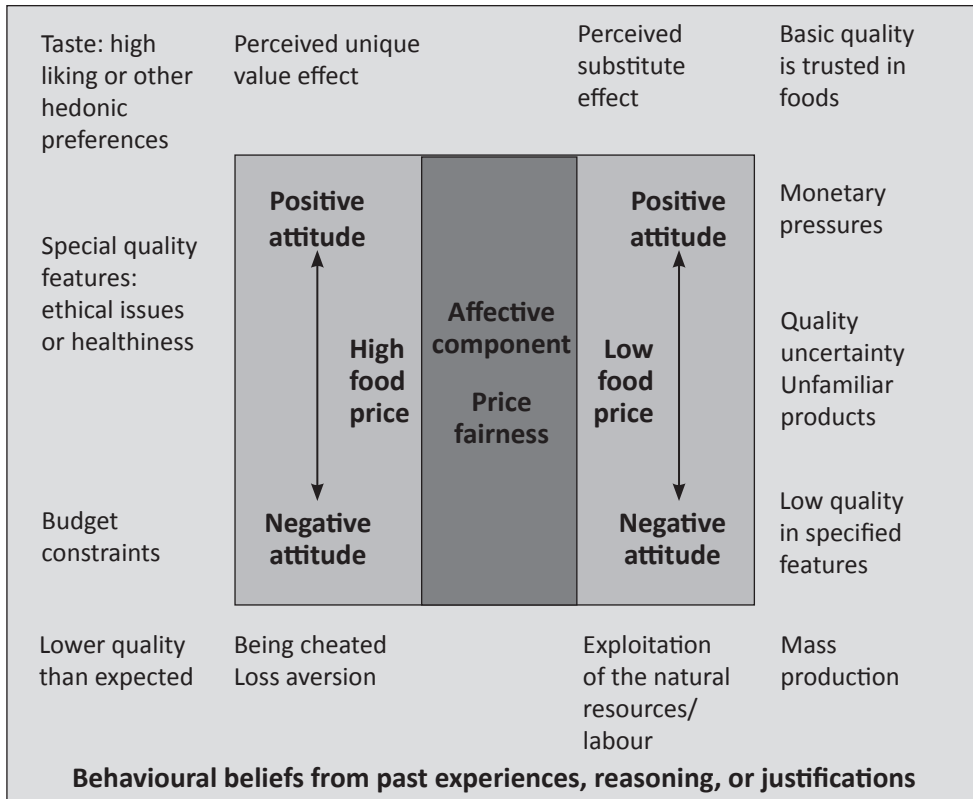 Taste: high
liking or other
hedonic
preferences
Perceived unique
value effect
Perceived
substitute
effect
Basic quality
is trusted in
foods
Positive
attitude
Positive
attitude
Monetary
pressures
Special quality
features:
ethical issues
or healthiness
High
food
price
Affective
component
Price
fairness
Low
food
price
Quality
uncertainty
Unfamiliar
products
Budget
constraints
Negative
attitude
Negative
attitude
Low quality
in specified
features
Lower quality
than expected
Being cheated
Loss aversion
Exploitation
of the natural
resources/
labour
Mass
production
Behavioural beliefs from past experiences, reasoning, or justifications